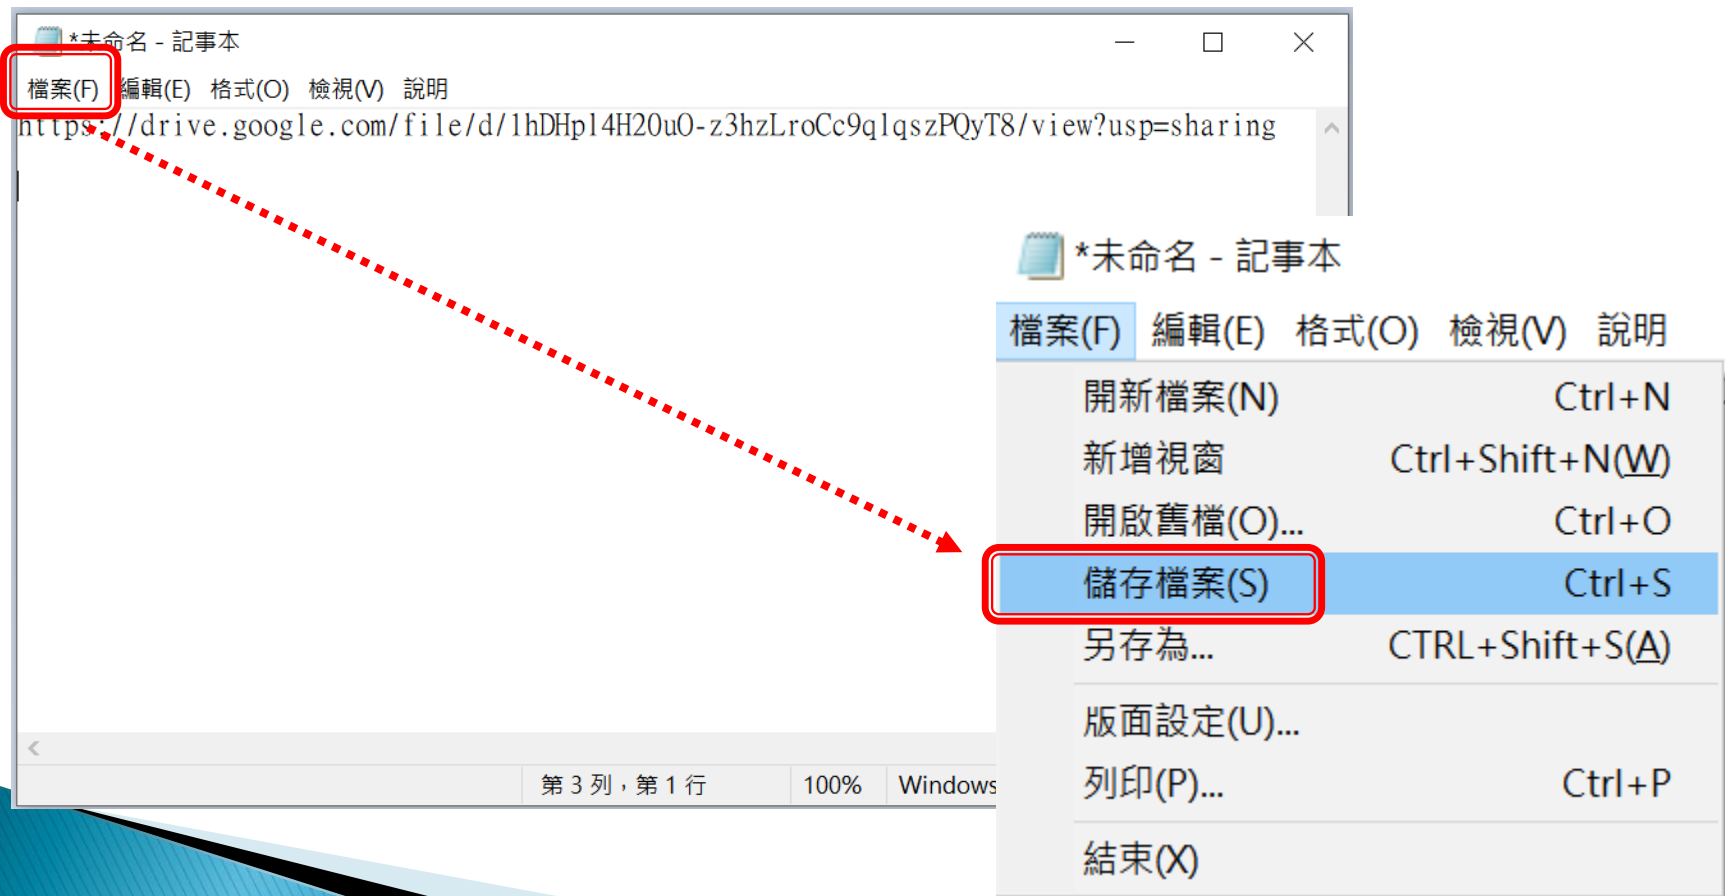 *未命名 - 記事本
檔案(F) 編輯(E) 格式(O) 檢視(V) 說明
https://drive.google.com/file/d/1hDHpl4H20uO-z3hzLroCc9qlqszPQyT8/view?usp=sharing
第 3 列，第 1 行 100% Windows
*未命名 - 記事本
檔案(F) 編輯(E) 格式(O) 檢視(V) 說明
開新檔案(N) Ctrl+N
新增視窗 Ctrl+Shift+N(W)
開啟舊檔(O)... Ctrl+O
儲存檔案(S) Ctrl+S
另存為... CTRL+Shift+S(A)
版面設定(U)...
列印(P)... Ctrl+P
結束(X)